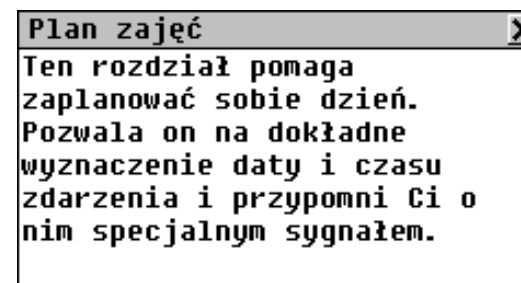 Plan zajęć X
Ten rozdział pomaga
zaplanować sobie dzień.
Pozwala on na dokładne
wyznaczenie daty i czasu
zdarzenia i przypomni Ci o
nim specjalnym sygnałem.